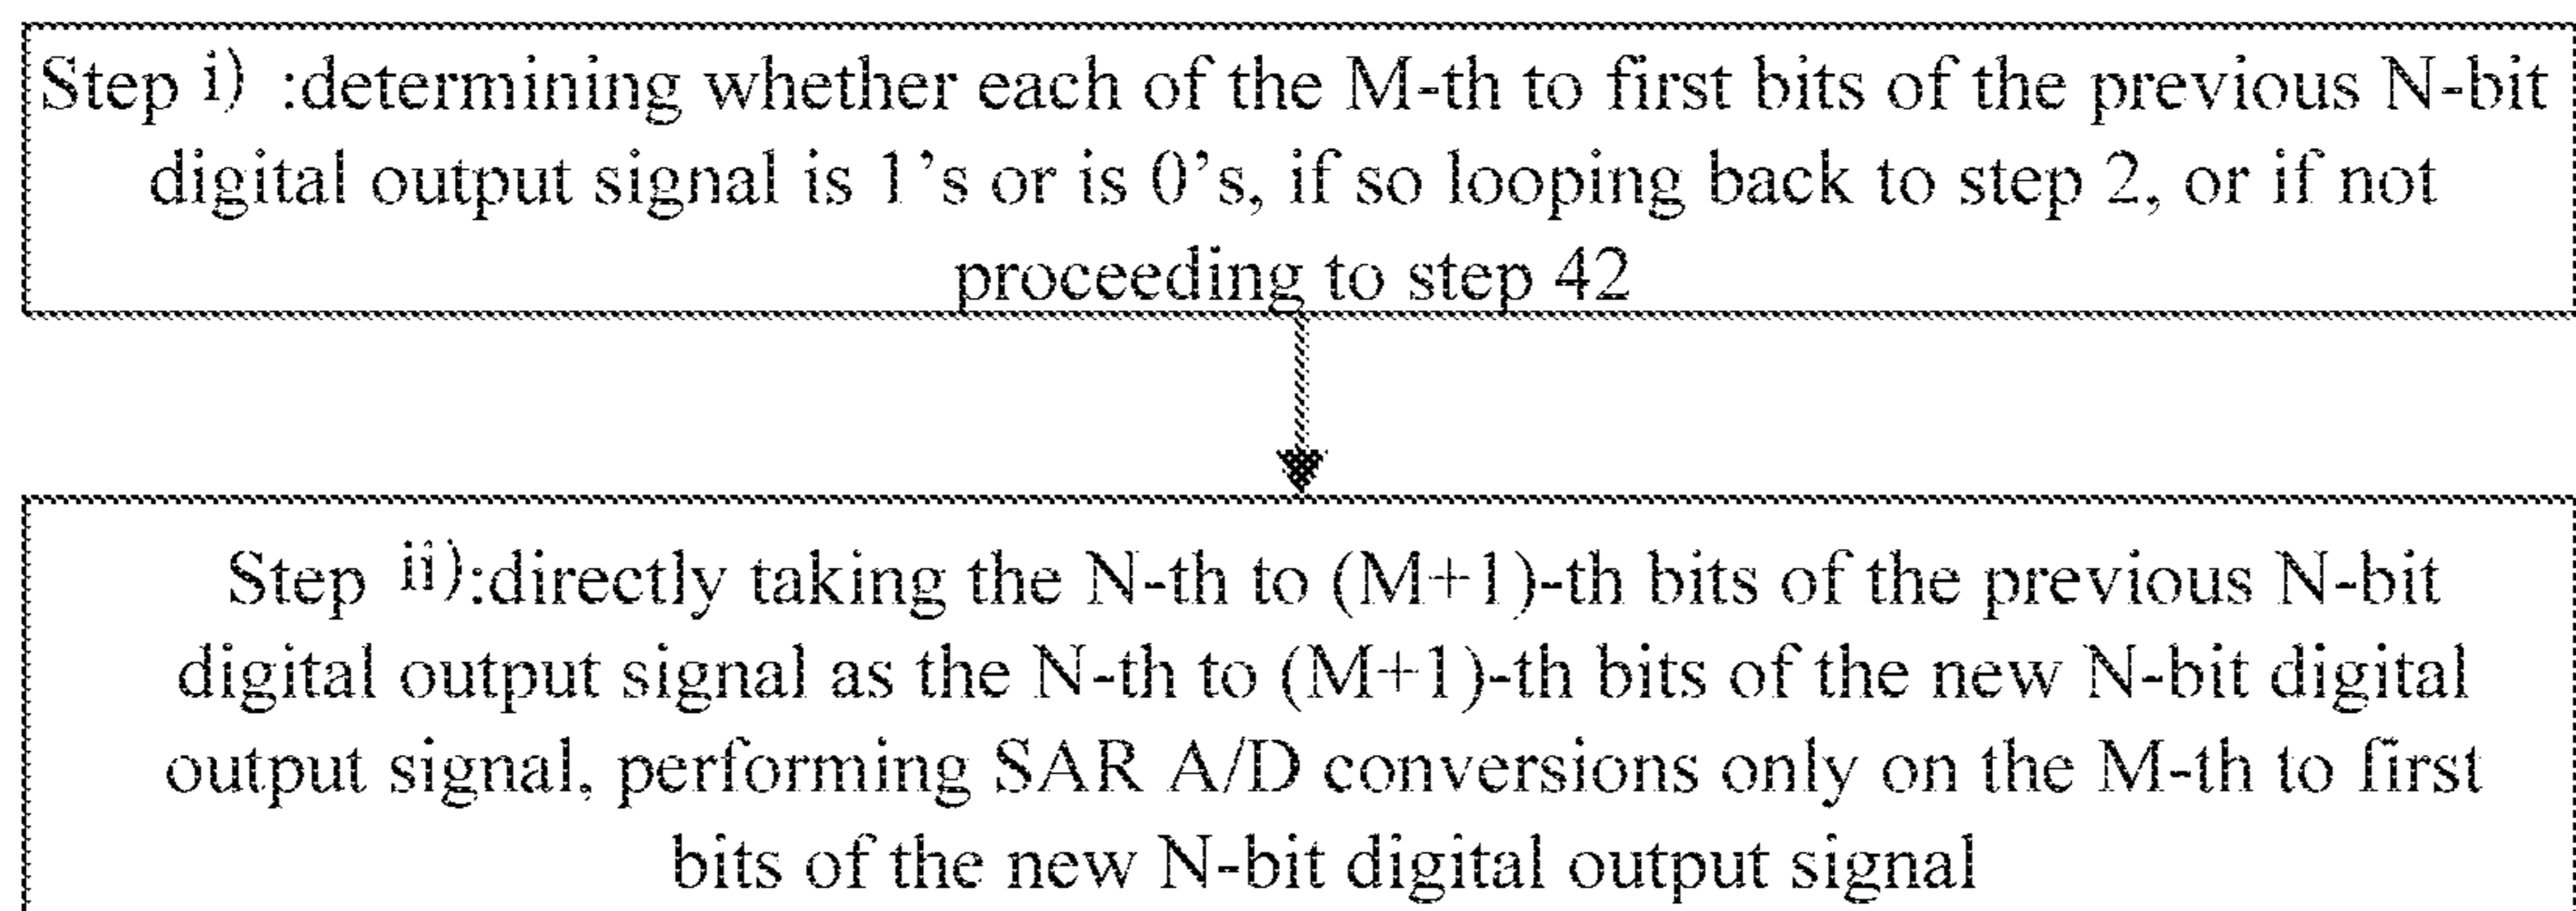 Step i) :determining whether each of the M-th to first bits of the previous N-bit
digital output signal is 1’s or is 0’s, if so looping back to step 2, or if not
proceeding to step 42
Step ii):directly taking the N-th to (M+1)-th bits of the previous N-bit
digital output signal as the N-th to (M+1)-th bits of the new N-bit digital
output signal, performing SAR A/D conversions only on the M-th to first
bits of the new N-bit digital output signal